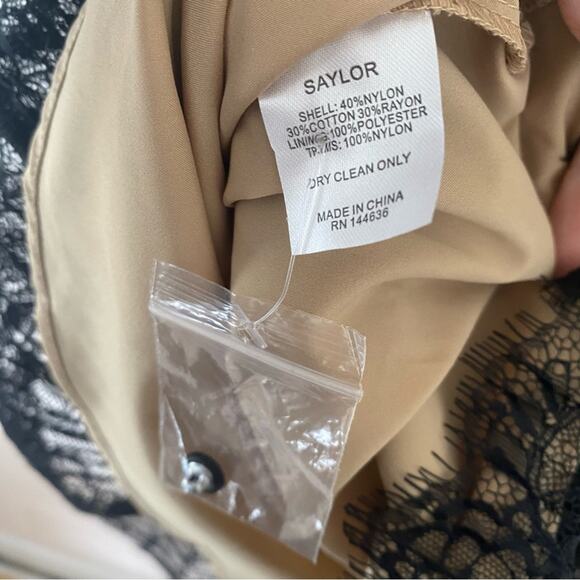 SAYLOR
SHELL: 40%NYLON
30%COTTON 30%RAYON
LINING:100%POLYESTER
TRIMS: 100%NYLON
DRY CLEAN ONLY
MADE IN CHINA
RN 144636